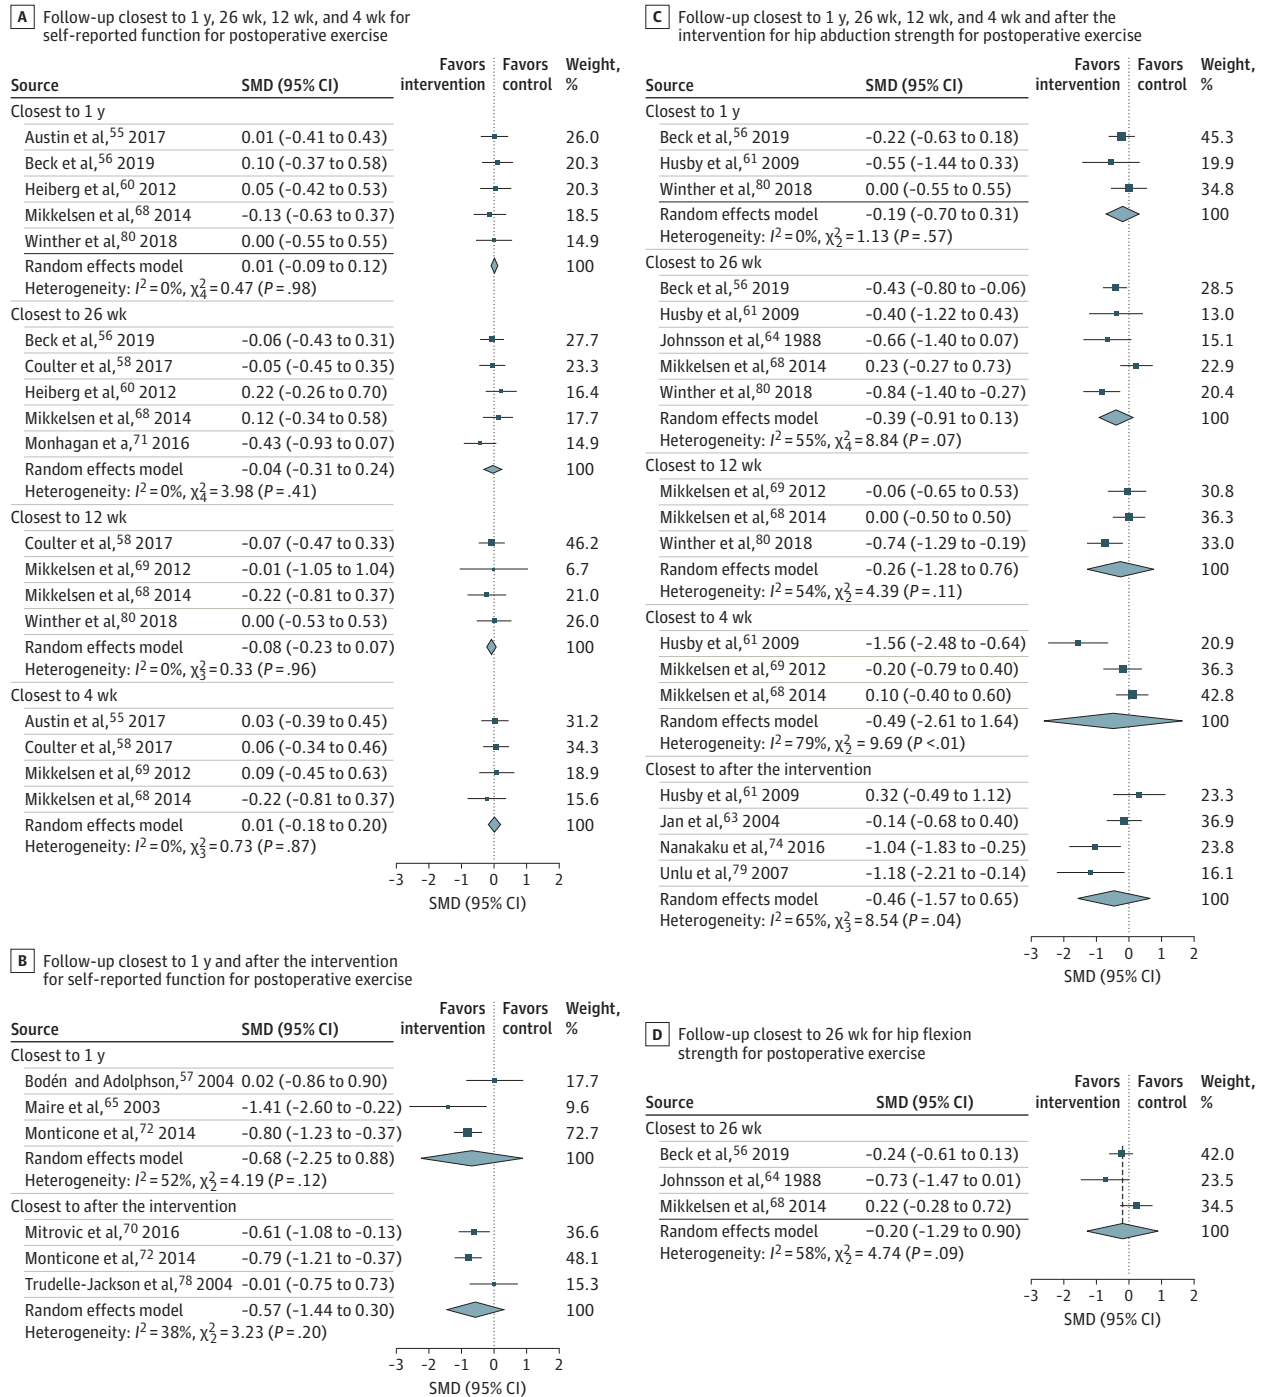 A Follow-up closest to 1 y, 26 wk, 12 wk, and 4 wk for
self-reported function for postoperative exercise
Favors intervention Favors control
Source SMD (95% CI) Weight, %
Closest to 1 y
Austin et al,55 2017 0.01 (-0.41 to 0.43) 26.0
Beck et al,56 2019 0.10 (-0.37 to 0.58) 20.3
Heiberg et al,60 2012 0.05 (-0.42 to 0.53) 20.3
Mikkelsen et al,68 2014 -0.13 (-0.63 to 0.37) 18.5
Winther et al,80 2018 0.00 (-0.55 to 0.55) 14.9
Random effects model 0.01 (-0.09 to 0.12) 100
Heterogeneity: I2=0%, χ24=0.47 (P=.98)
Closest to 26 wk
Beck et al,56 2019 -0.06 (-0.43 to 0.31) 27.7
Coulter et al,58 2017 -0.05 (-0.45 to 0.35) 23.3
Heiberg et al,60 2012 0.22 (-0.26 to 0.70) 16.4
Mikkelsen et al,68 2014 0.12 (-0.34 to 0.58) 17.7
Monhagan et a,71 2016 -0.43 (-0.93 to 0.07) 14.9
Random effects model -0.04 (-0.31 to 0.24) 100
Heterogeneity: I2=0%, χ24=3.98 (P=.41)
Closest to 12 wk
Coulter et al,58 2017 -0.07 (-0.47 to 0.33) 46.2
Mikkelsen et al,69 2012 -0.01 (-1.05 to 1.04) 6.7
Mikkelsen et al,68 2014 -0.22 (-0.81 to 0.37) 21.0
Winther et al,80 2018 0.00 (-0.53 to 0.53) 26.0
Random effects model -0.08 (-0.23 to 0.07) 100
Heterogeneity: I2=0%, χ23=0.33 (P=.96)
Closest to 4 wk
Austin et al,55 2017 0.03 (-0.39 to 0.45) 31.2
Coulter et al,58 2017 0.06 (-0.34 to 0.46) 34.3
Mikkelsen et al,69 2012 0.09 (-0.45 to 0.63) 18.9
Mikkelsen et al,68 2014 -0.22 (-0.81 to 0.37) 15.6
Random effects model 0.01 (-0.18 to 0.20) 100
Heterogeneity: I2=0%, χ23=0.73 (P=.87)
-3 -2 -1 0 1 2
SMD (95% CI)
B Follow-up closest to 1 y and after the intervention
for self-reported function for postoperative exercise
Favors intervention Favors control
Source SMD (95% CI) Weight, %
Closest to 1 y
Bodén and Adolphson,57 2004 0.02 (-0.86 to 0.90) 17.7
Maire et al,65 2003 -1.41 (-2.60 to -0.22) 9.6
Monticone et al,72 2014 -0.80 (-1.23 to -0.37) 72.7
Random effects model -0.68 (-2.25 to 0.88) 100
Heterogeneity: I2=52%, χ22=4.19 (P=.12)
Closest to after the intervention
Mitrovic et al,70 2016 -0.61 (-1.08 to -0.13) 36.6
Monticone et al,72 2014 -0.79 (-1.21 to -0.37) 48.1
Trudelle-Jackson et al,78 2004 -0.01 (-0.75 to 0.73) 15.3
Random effects model -0.57 (-1.44 to 0.30) 100
Heterogeneity: I2=38%, χ22=3.23 (P=.20)
-3 -2 -1 0 1 2
SMD (95% CI)
C Follow-up closest to 1 y, 26 wk, 12 wk, and 4 wk and after the
intervention for hip abduction strength for postoperative exercise
Favors intervention Favors control
Source SMD (95% CI) Weight, %
Closest to 1 y
Beck et al,56 2019 -0.22 (-0.63 to 0.18) 45.3
Husby et al,61 2009 -0.55 (-1.44 to 0.33) 19.9
Winther et al,80 2018 0.00 (-0.55 to 0.55) 34.8
Random effects model -0.19 (-0.70 to 0.31) 100
Heterogeneity: I2=0%, χ22=1.13 (P=.57)
Closest to 26 wk
Beck et al,56 2019 -0.43 (-0.80 to -0.06) 28.5
Husby et al,61 2009 -0.40 (-1.22 to 0.43) 13.0
Johnsson et al,64 1988 -0.66 (-1.40 to 0.07) 15.1
Mikkelsen et al,68 2014 0.23 (-0.27 to 0.73) 22.9
Winther et al,80 2018 -0.84 (-1.40 to -0.27) 20.4
Random effects model -0.39 (-0.91 to 0.13) 100
Heterogeneity: I2=55%, χ24=8.84 (P=.07)
Closest to 12 wk
Mikkelsen et al,69 2012 -0.06 (-0.65 to 0.53) 30.8
Mikkelsen et al,68 2014 0.00 (-0.50 to 0.50) 36.3
Winther et al,80 2018 -0.74 (-1.29 to -0.19) 33.0
Random effects model -0.26 (-1.28 to 0.76) 100
Heterogeneity: I2=54%, χ22=4.39 (P=.11)
Closest to 4 wk
Husby et al,61 2009 -1.56 (-2.48 to -0.64) 20.9
Mikkelsen et al,69 2012 -0.20 (-0.79 to 0.40) 36.3
Mikkelsen et al,68 2014 0.10 (-0.40 to 0.60) 42.8
Random effects model -0.49 (-2.61 to 1.64) 100
Heterogeneity: I2=79%, χ22= 9.69 (P <.01)
Closest to after the intervention
Husby et al,61 2009 0.32 (-0.49 to 1.12) 23.3
Jan et al,63 2004 -0.14 (-0.68 to 0.40) 36.9
Nanakaku et al,74 2016 -1.04 (-1.83 to -0.25) 23.8
Unlu et al,79 2007 -1.18 (-2.21 to -0.14) 16.1
Random effects model -0.46 (-1.57 to 0.65) 100
Heterogeneity: I2=65%, χ23=8.54 (P=.04)
-3 -2 -1 0 1 2
SMD (95% CI)
D Follow-up closest to 26 wk for hip flexion
strength for postoperative exercise
Favors intervention Favors control
Source SMD (95% CI) Weight, %
Closest to 26 wk
Beck et al,56 2019 -0.24 (-0.61 to 0.13) 42.0
Johnsson et al,64 1988 −0.73 (-1.47 to 0.01) 23.5
Mikkelsen et al,68 2014 0.22 (-0.28 to 0.72) 34.5
Random effects model −0.20 (-1.29 to 0.90) 100
Heterogeneity: I2=58%, χ22= 4.74 (P=.09)
-3 -2 -1 0 1 2
SMD (95% CI)